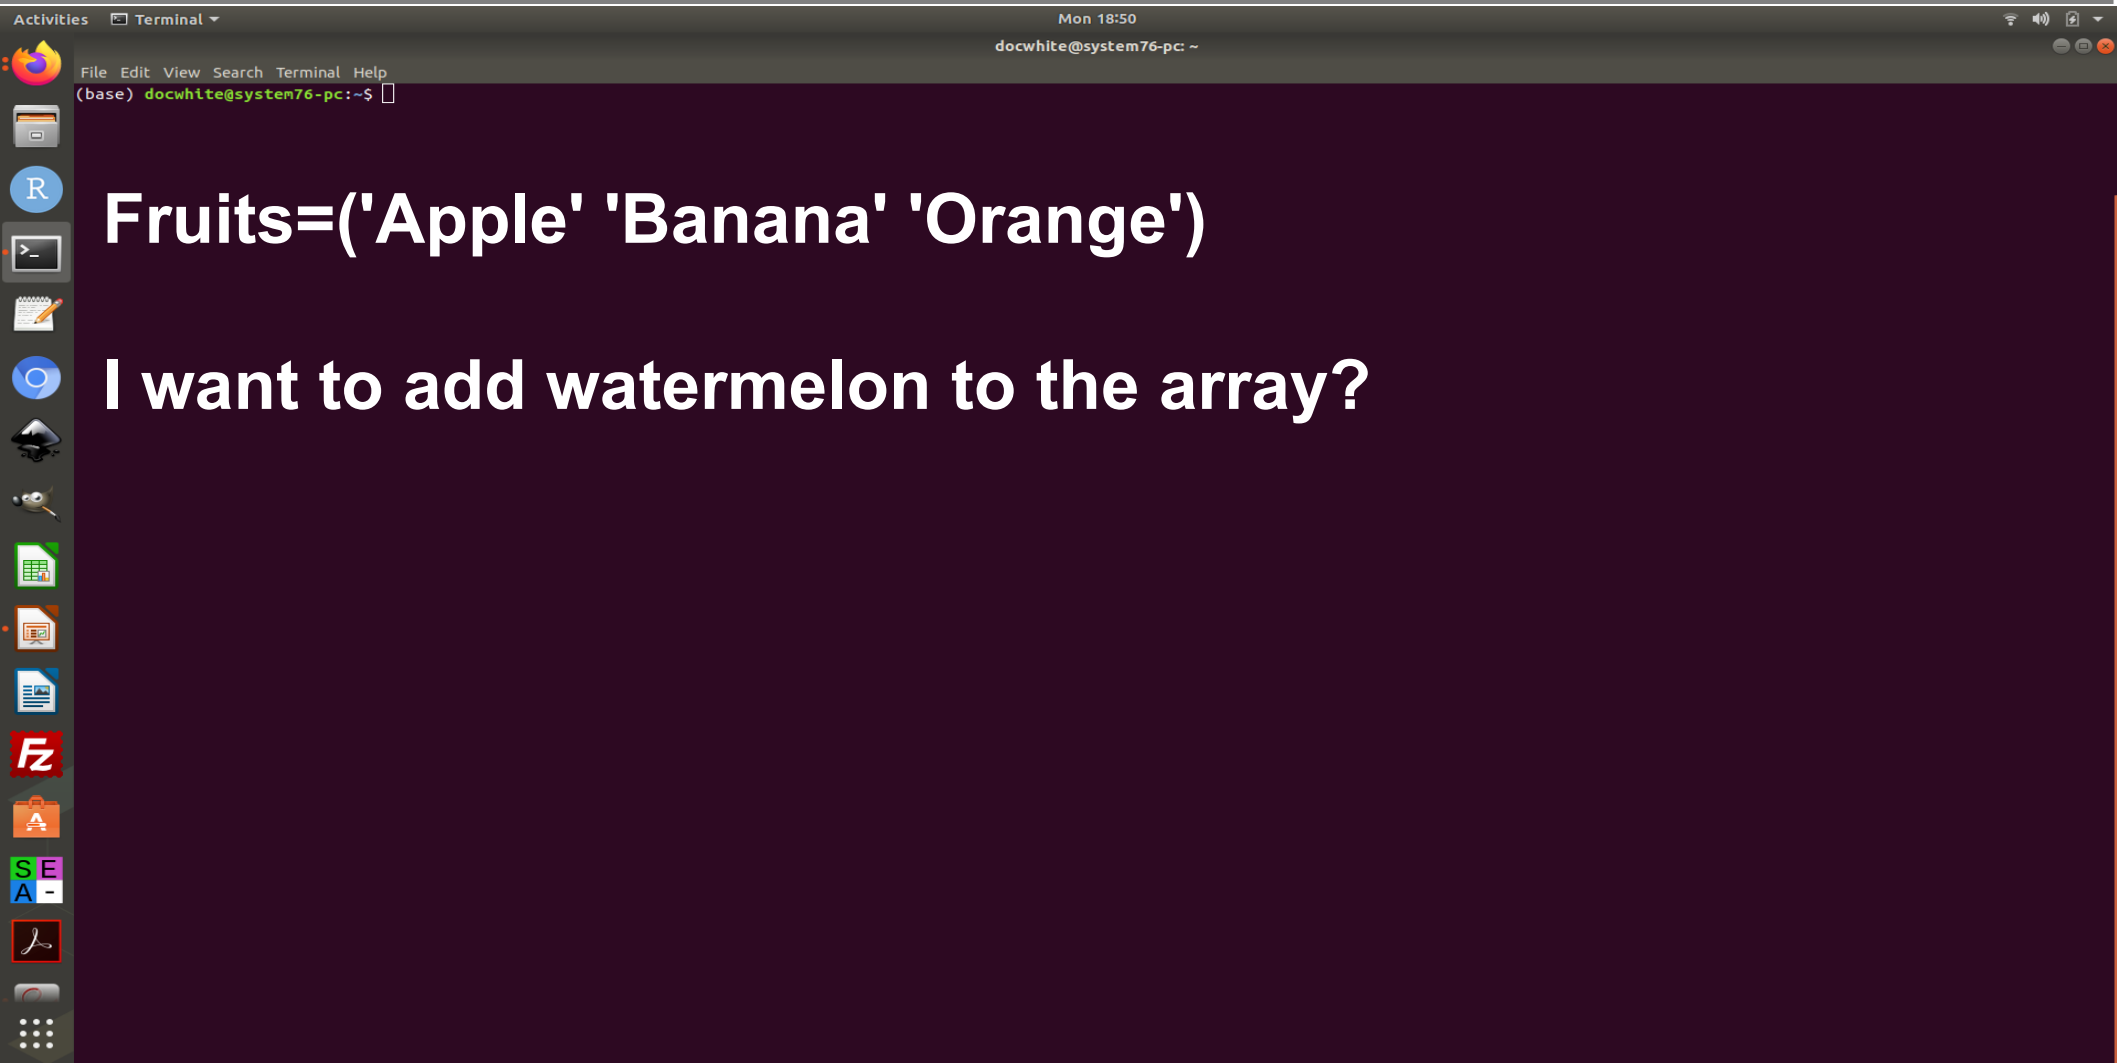 Activities Terminal Mon 18:50
docwhite@system76-pc: ~
File Edit View Search Terminal Help
(base) docwhite@system76-pc:~$
R
Fruits=('Apple' 'Banana' 'Orange')
>_
I want to add watermelon to the array?
Fz
A
S E
A -